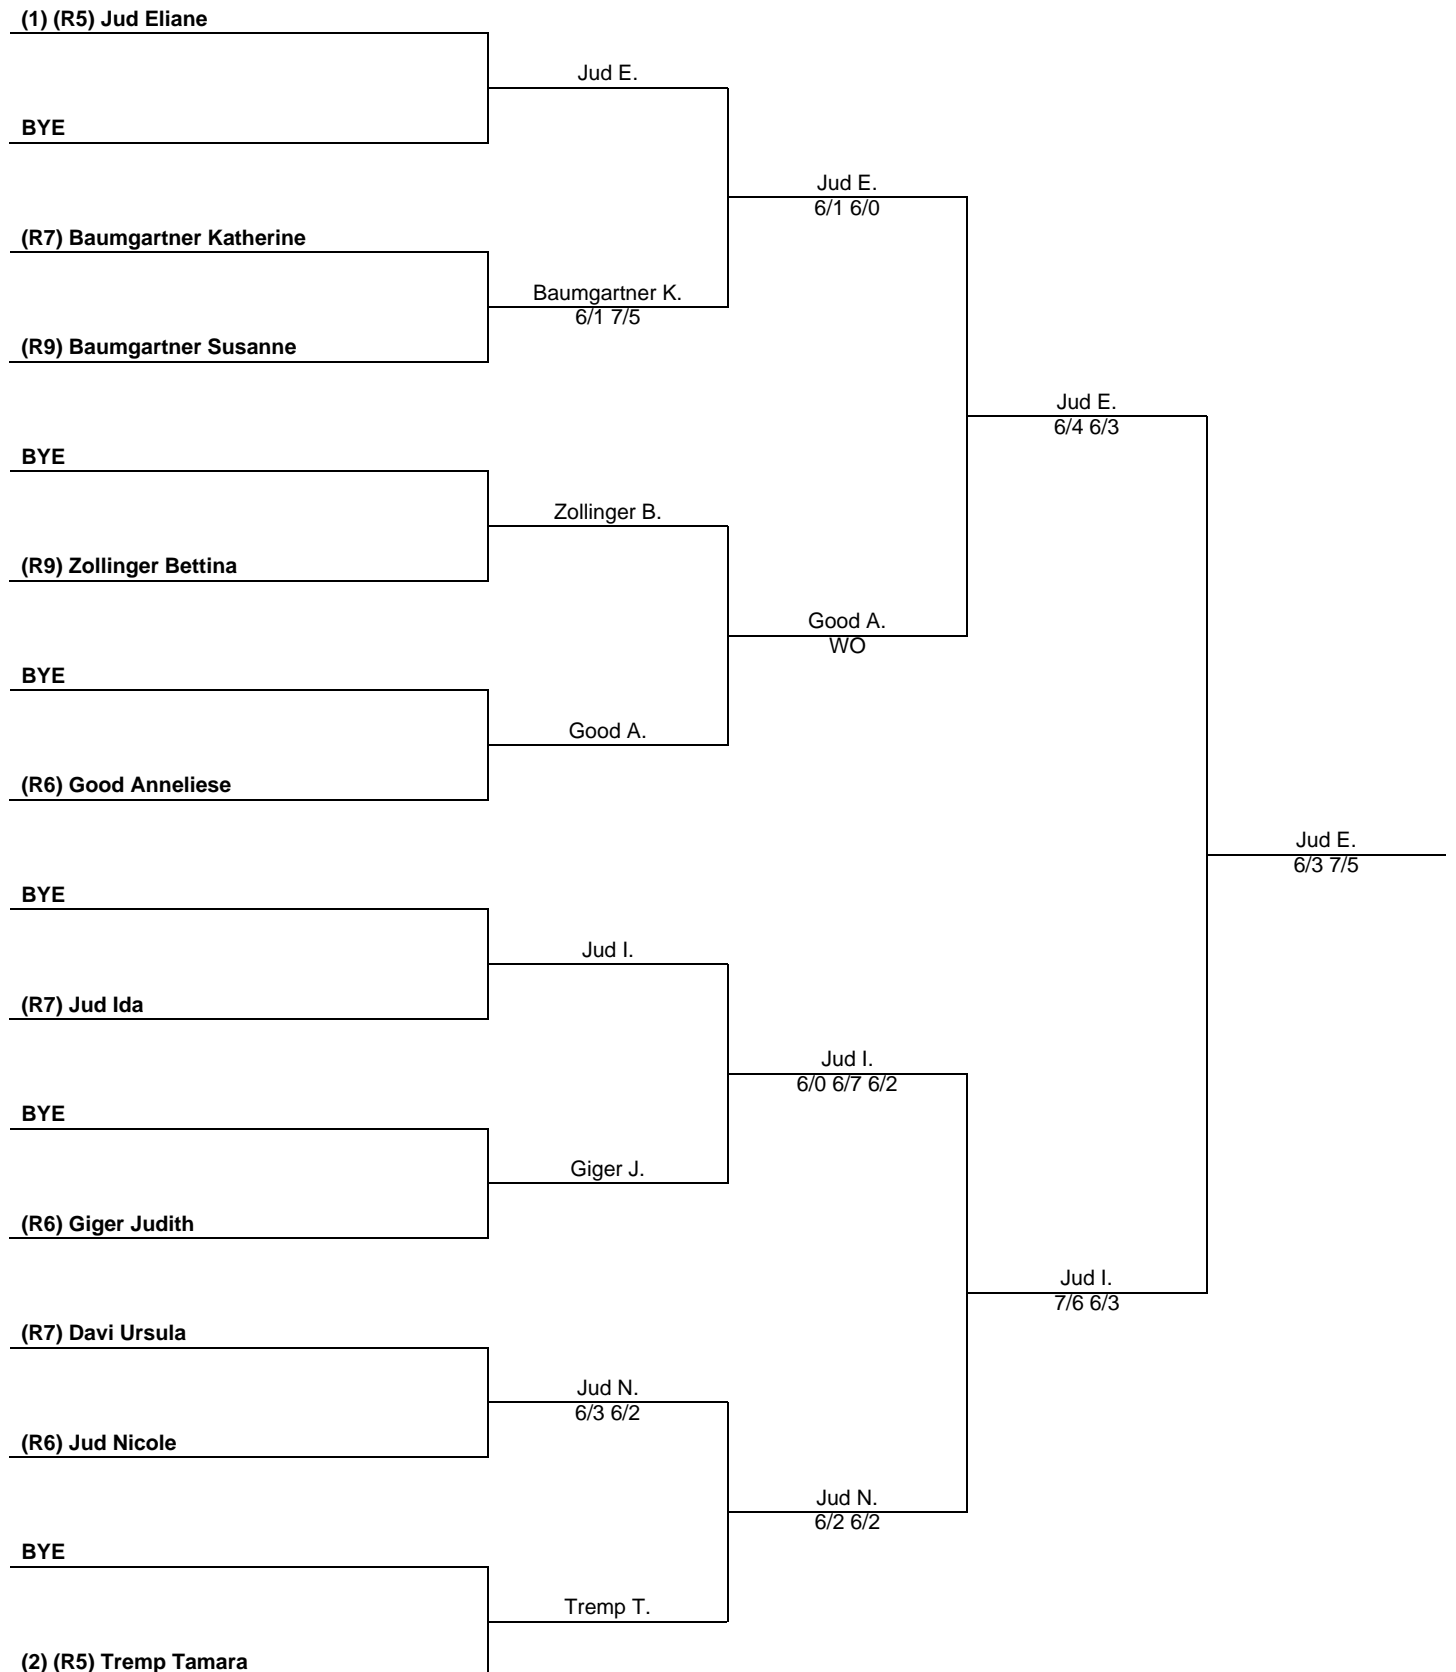 (1) (R5) Jud Eliane
Jud E.
BYE
Jud E.
6/1 6/0
(R7) Baumgartner Katherine
Baumgartner K.
6/1 7/5
(R9) Baumgartner Susanne
Jud E.
6/4 6/3
BYE
Zollinger B.
(R9) Zollinger Bettina
Good A.
WO
BYE
Good A.
(R6) Good Anneliese
Jud E.
6/3 7/5
BYE
Jud I.
(R7) Jud Ida
Jud I.
6/0 6/7 6/2
BYE
Giger J.
(R6) Giger Judith
Jud I.
7/6 6/3
(R7) Davi Ursula
Jud N.
6/3 6/2
(R6) Jud Nicole
Jud N.
6/2 6/2
BYE
Tremp T.
(2) (R5) Tremp Tamara